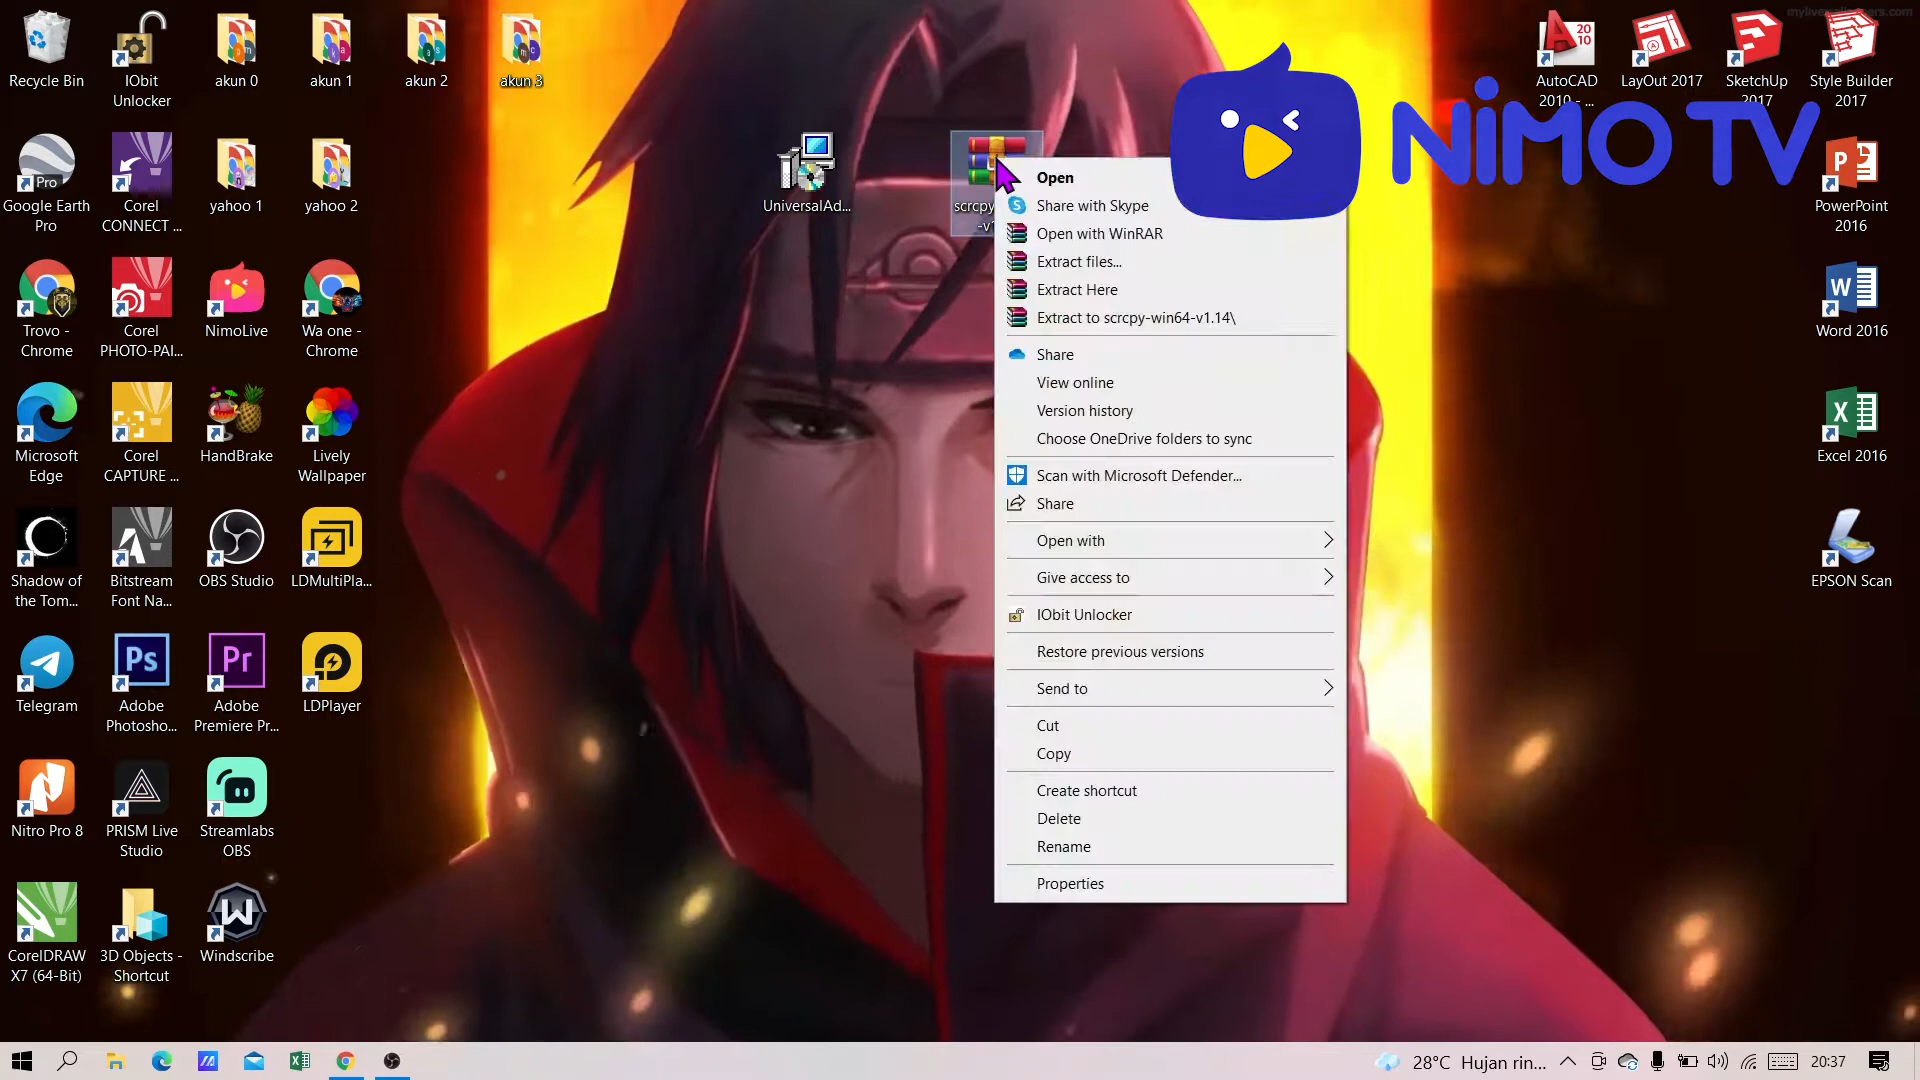 mylivewallpapers.com
Recycle Bin
IObit
Unlocker
akun 0
akun 1
akun 2
akun 3
Google Earth
Pro
Corel
CONNECT ...
yahoo 1
yahoo 2
Trovo -
Chrome
Corel
PHOTO-PAI...
NimoLive
Wa one -
Chrome
Microsoft
Edge
Corel
CAPTURE ...
HandBrake
Lively
Wallpaper
Shadow of
the Tom...
Bitstream
Font Na...
OBS Studio
LDMultiPla...
Telegram
Adobe
Photosho...
Adobe
Premiere Pr...
LDPlayer
Nitro Pro 8
PRISM Live
Studio
Streamlabs
OBS
CorelDRAW
X7 (64-Bit)
3D Objects -
Shortcut
Windscribe
UniversalAd...
scrcpy
-v1
Open
Share with Skype
Open with WinRAR
Extract files...
Extract Here
Extract to scrcpy-win64-v1.14\
Share
View online
Version history
Choose OneDrive folders to sync
Scan with Microsoft Defender...
Share
Open with
Give access to
IObit Unlocker
Restore previous versions
Send to
Cut
Copy
Create shortcut
Delete
Rename
Properties
NIMO TV
AutoCAD
2010 - ...
LayOut 2017
SketchUp
2017
Style Builder
2017
PowerPoint
2016
Word 2016
Excel 2016
EPSON Scan
28°C Hujan rin...
20:37